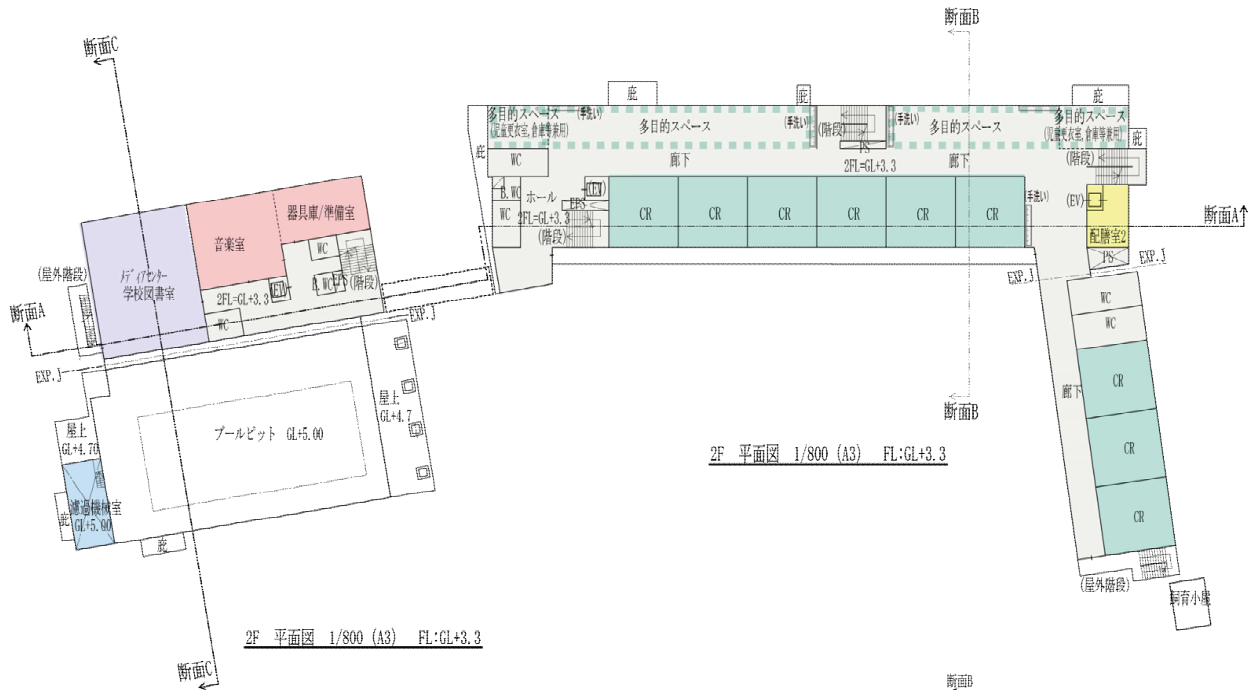 断面B
断面C
庇
庇
庇
多目的スペース
(児童更衣室,倉庫等兼用)
(手洗い)
多目的スペース
(手洗い)
(階段)
PS
(手洗い)
多目的スペース
多目的スペース
(児童更衣室,倉庫等兼用)
庇
庇
WC
廊下
2FL=GL+3.3
廊下
(階段)
B.WC
WC
ホール
2FL=GL+3.3
(EV)
EPS
(階段)
CR
CR
CR
CR
CR
CR
(手洗い)
(EV)
配膳室2
PS
断面A
EXP.J
EXP.J
器具庫/準備室
音楽室
WC
メディアセンター
学校図書室
(屋外階段)
2FL=GL+3.3
(EV)
B.WC
EPS
(階段)
WC
断面A
EXP.J
EXP.J
WC
WC
廊下
CR
CR
CR
(屋外階段)
飼育小屋
屋上
GL+4.7
プールピット GL+5.00
屋上
GL+4.70
濾過機械室
GL+5.00
庇
庇
断面B
2F 平面図 1/800 (A3) FL:GL+3.3
2F 平面図 1/800 (A3) FL:GL+3.3
断面C
断面B